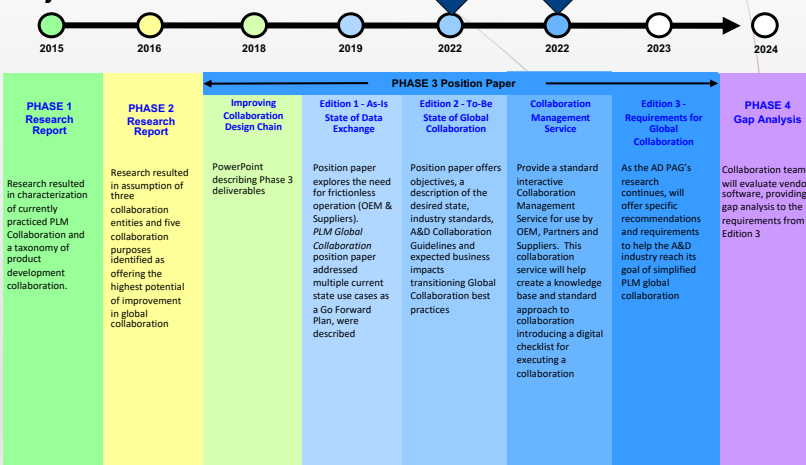 2015
2016
2018
2019
2022
2022
2023
2024
PHASE 3 Position Paper
PHASE 1
Research
Report
Research resulted
in characterization
of currently
practiced PLM
Collaboration and
a taxonomy of
product
development
collaboration.
PHASE 2
Research
Report
Research resulted
in assumption of
three
collaboration
entities and five
collaboration
purposes
identified as
offering the
highest potential
of improvement
in global
collaboration
Improving
Collaboration
Design Chain
PowerPoint
describing Phase 3
deliverables
Edition 1 - As-Is
State of Data
Exchange
Position paper
explores the need
for frictionless
operation (OEM &
Suppliers).
PLM Global
Collaboration
position paper
addressed
multiple current
state use cases as
a Go Forward
Plan, were
described
Edition 2 - To-Be
State of Global
Collaboration
Position paper offers
objectives, a
description of the
desired state,
industry standards,
A&D Collaboration
Guidelines and
expected business
impacts
transitioning Global
Collaboration best
practices
Collaboration
Management
Service
Provide a standard
interactive
Collaboration
Management
Service for use by
OEM, Partners and
Suppliers. This
collaboration
service will help
create a knowledge
base and standard
approach to
collaboration
introducing a digital
checklist for
executing a
collaboration
Edition 3 -
Requirements for
Global
Collaboration
As the AD PAG's
research
continues, will
offer specific
recommendations
and requirements
to help the A&D
industry reach its
goal of simplified
PLM global
collaboration
PHASE 4
Gap Analysis
Collaboration team
will evaluate vendo
software, providing
gap analysis to the
requirements from
Edition 3